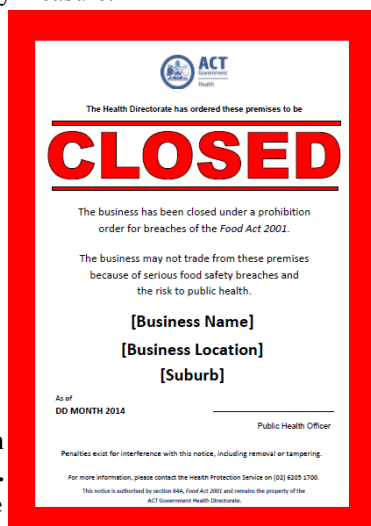 ACT
Government
Health
The Health Directorate has ordered these premises to be
CLOSED
The business has been closed under a prohibition
order for breaches of the Food Act 2001.
The business may not trade from these premises
because of serious food safety breaches and
the risk to public health.
[Business Name]
[Business Location]
[Suburb]
As of
DD MONTH 2014
Public Health Officer
Penalties exist for interference with this notice, including removal or tampering.
For more information, please contact the Health Protection Service on (02) 6205 1700.
This notice is authorised by section 84A, Food Act 2001 and remains the property of the
ACT Government Health Directorate.